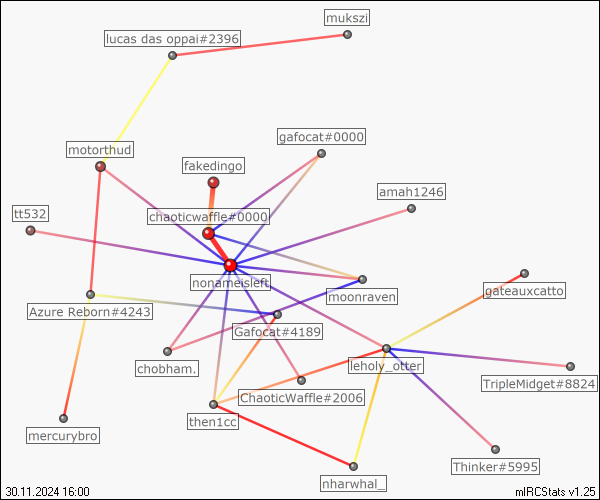 mukszi
lucas das oppai#2396
gafocat#0000
motorthud
fakedingo
amah1246
tt532
chaoticwaffle#0000
nonameisleft
gateauxcatto
moonraven
Azure Reborn#4243
Gafocat#4189
chobham.
leholy_otter
TripleMidget#8824
ChaoticWaffle#2006
then1cc
mercurybro
Thinker#5995
nharwhal_
30.11.2024 16:00
mIRCStats v1.25